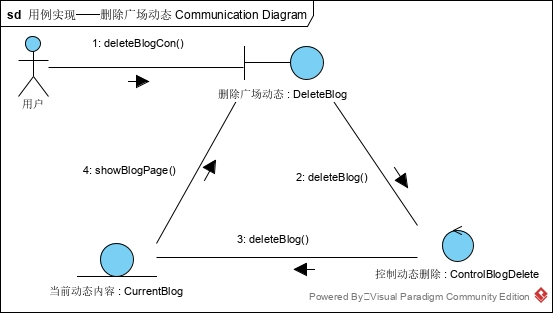 sd 用例实现——删除广场动态 Communication Diagram
1: deleteBlogCon()
用户
删除广场动态 : DeleteBlog
4: showBlogPage()
2: deleteBlog()
3: deleteBlog()
当前动态内容 : CurrentBlog
控制动态删除 : ControlBlogDelete
Powered By Visual Paradigm Community Edition